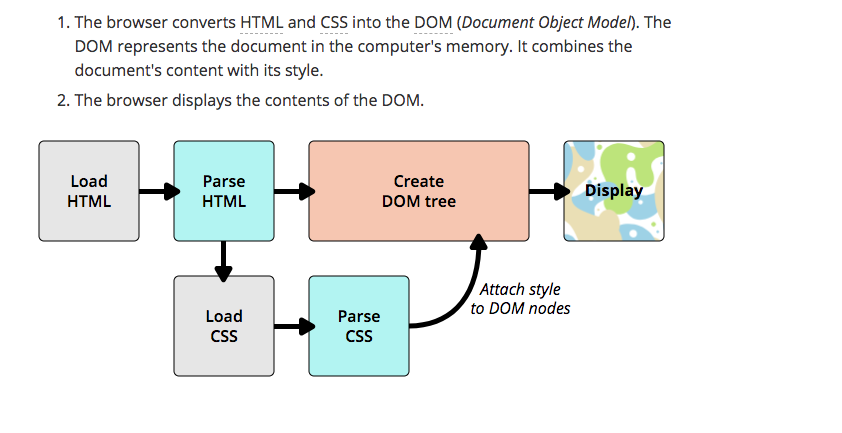 1. The browser converts HTML and CSS into the DOM (Document Object Model). The
DOM represents the document in the computer's memory. It combines the
document's content with its style.
2. The browser displays the contents of the DOM.
Load
HTML
Parse
HTML
Create
DOM tree
Display
Load
CSS
Parse
CSS
Attach style
to DOM nodes